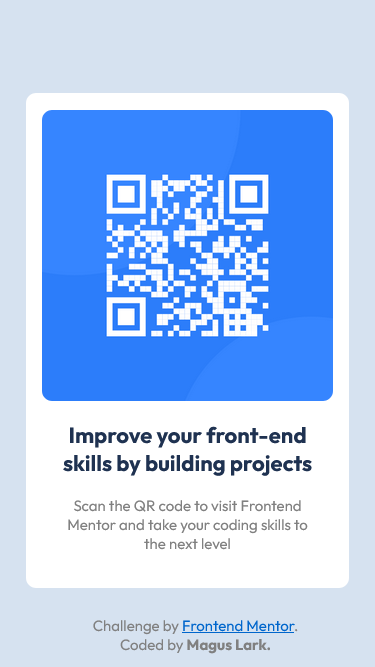 Improve your front-end
skills by building projects
Scan the QR code to visit Frontend
Mentor and take your coding skills to
the next level
Challenge by Frontend Mentor.
Coded by Magus Lark.